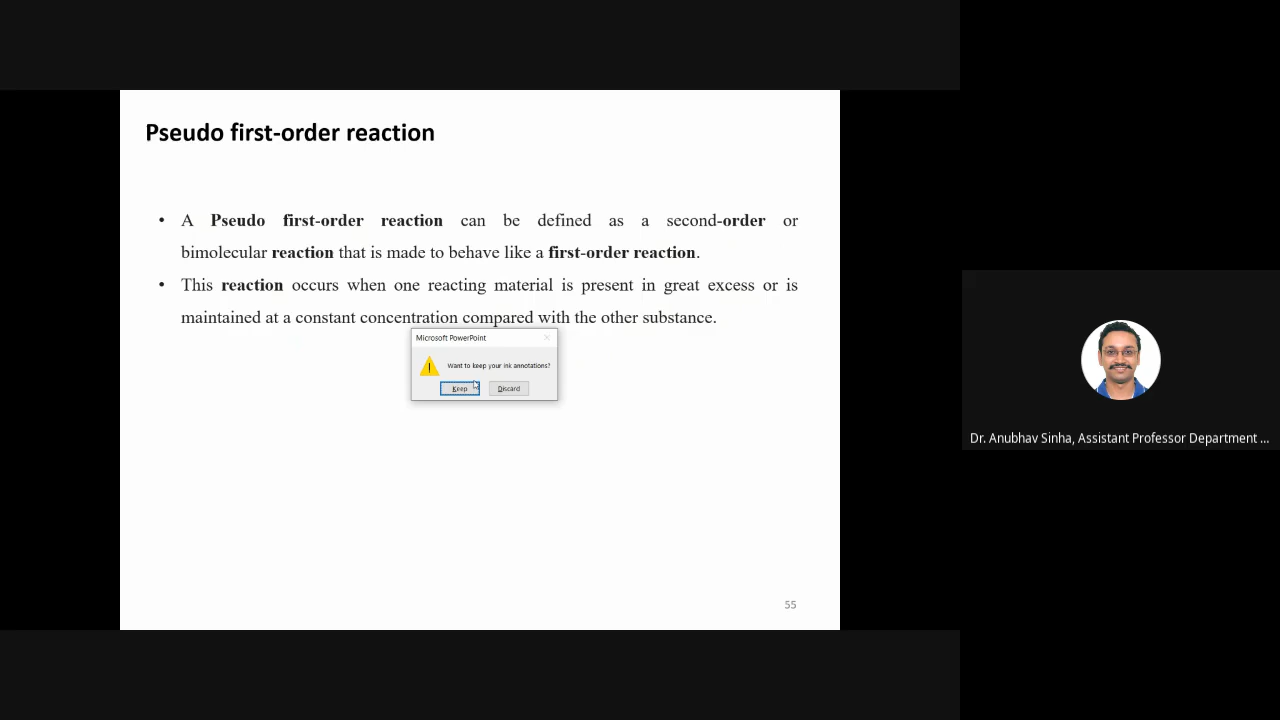 Pseudo first-order reaction
• A Pseudo first-order reaction can be defined as a second-order or
bimolecular reaction that is made to behave like a first-order reaction.
• This reaction occurs when one reacting material is present in great excess or is
maintained at a constant concentration compared with the other substance.
Microsoft PowerPoint
Want to keep your ink annotations?
Keep Discard
55
Dr. Anubhav Sinha, Assistant Professor Department ...